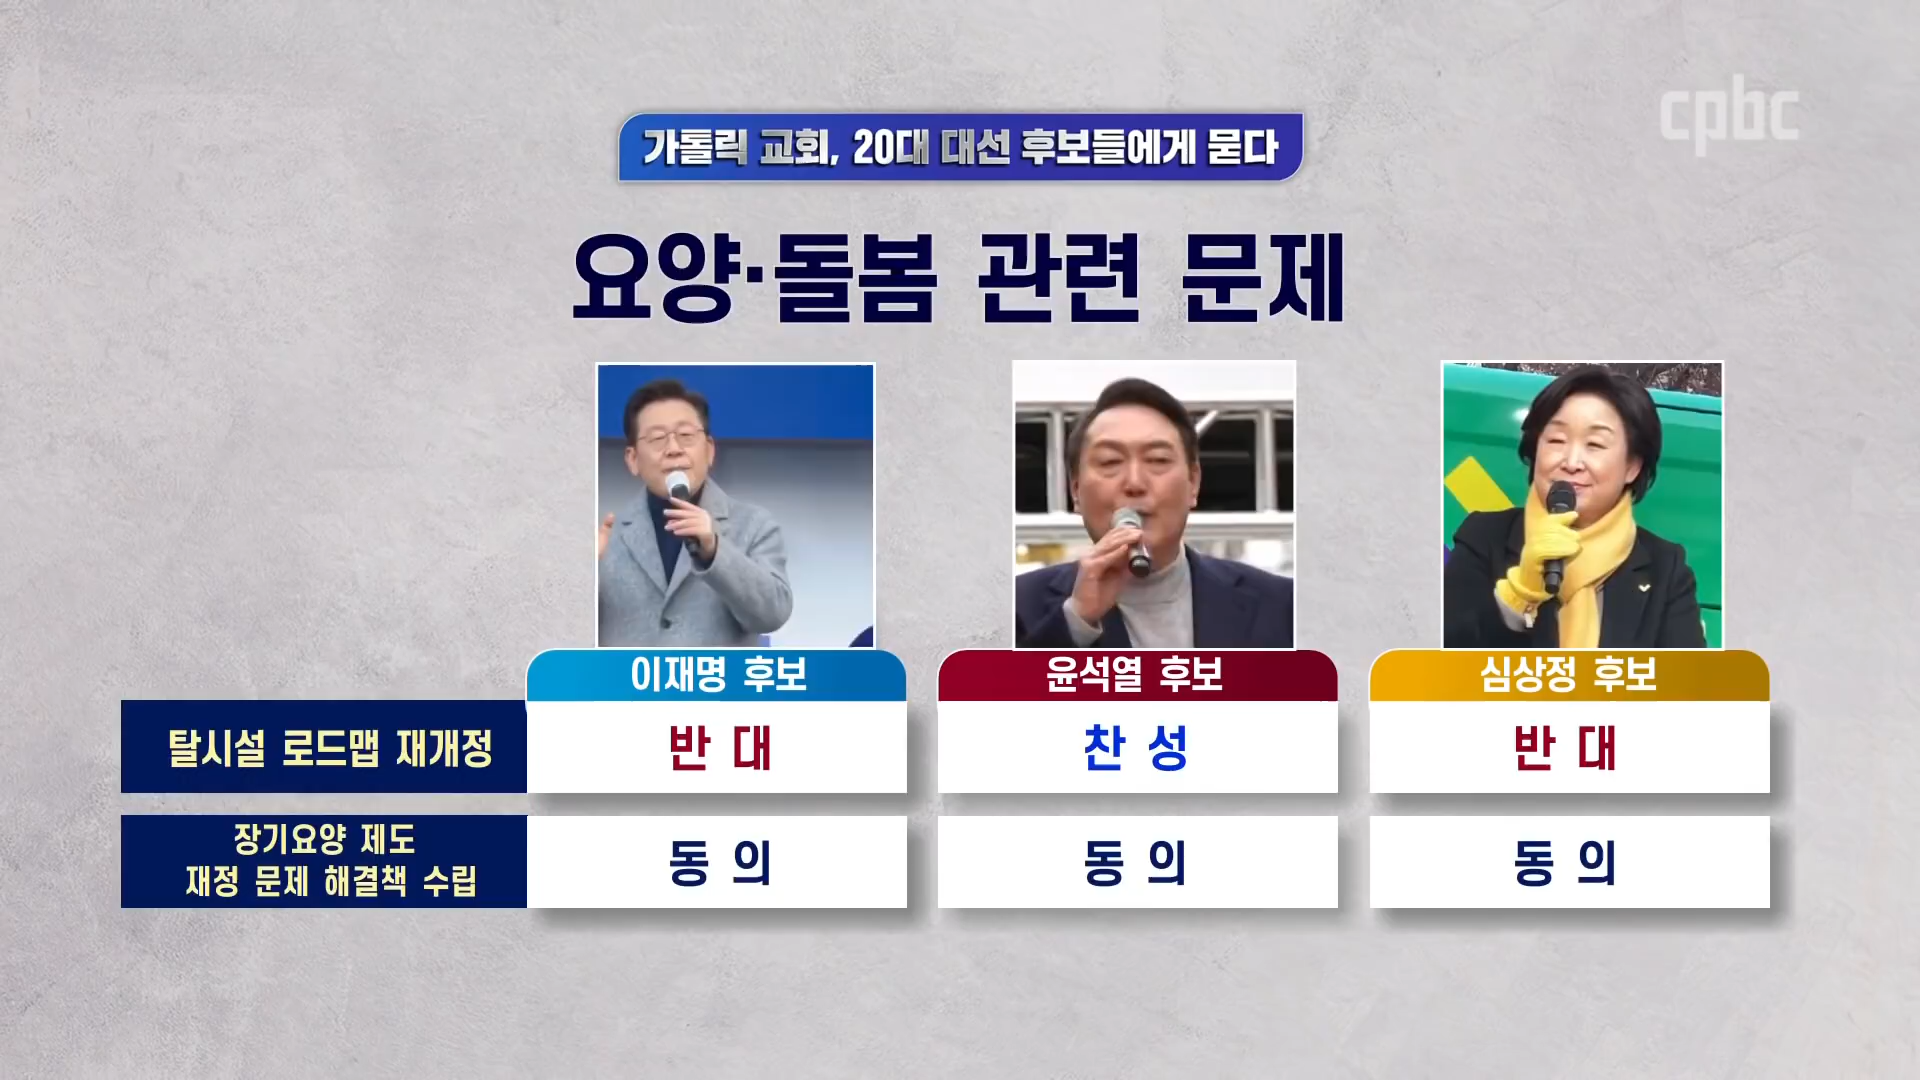 cpbc
가톨릭 교회, 20대 대선 후보들에게 묻다
요양·돌봄 관련 문제
이재명 후보
윤석열 후보
심상정 후보
탈시설 로드맵 재개정
반 대
찬 성
반 대
장기요양 제도
재정 문제 해결책 수립
동 의
동 의
동 의